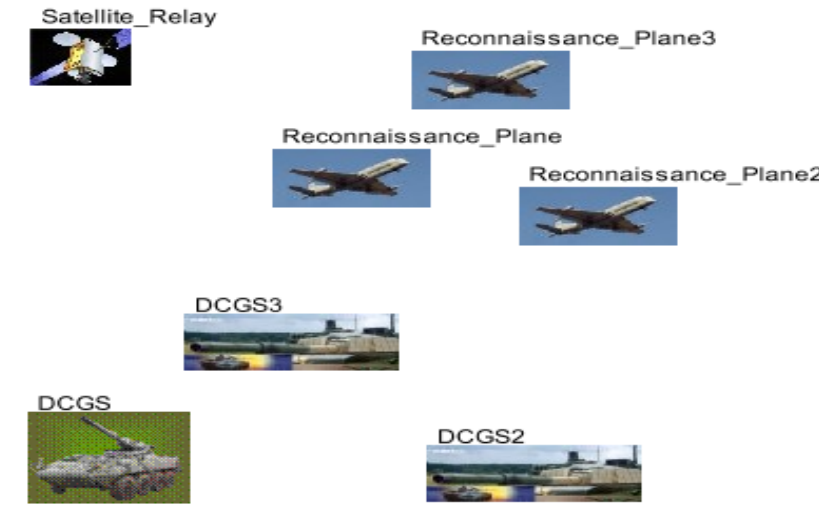 Satellite_Relay
Reconnaissance_Plane3
Reconnaissance_Plane
Reconnaissance_Plane2
DCGS3
DCGS
DCGS2